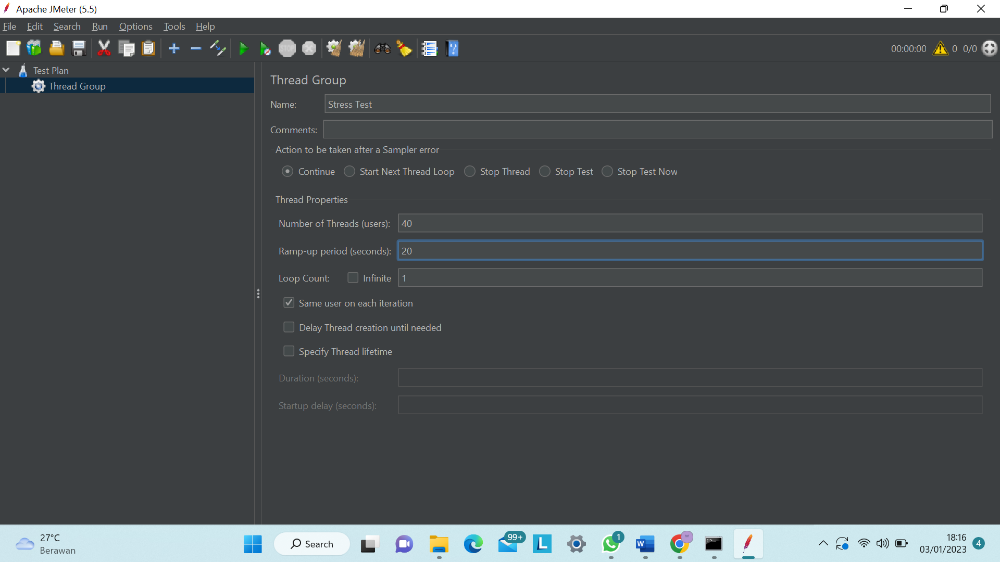 Apache JMeter (5.5)
File Edit Search Run Options Tools Help
STOP
00:00:00 0 0/0
Test Plan
Thread Group
Thread Group
Name: Stress Test
Comments:
Action to be taken after a Sampler error
Continue Start Next Thread Loop Stop Thread Stop Test Stop Test Now
Thread Properties
Number of Threads (users): 40
Ramp-up period (seconds): 20
Loop Count: Infinite 1
Same user on each iteration
Delay Thread creation until needed
Specify Thread lifetime
Duration (seconds):
Startup delay (seconds):
27°C
Berawan
Search
99+
L
1
W
C:\
18:16
03/01/2023
4